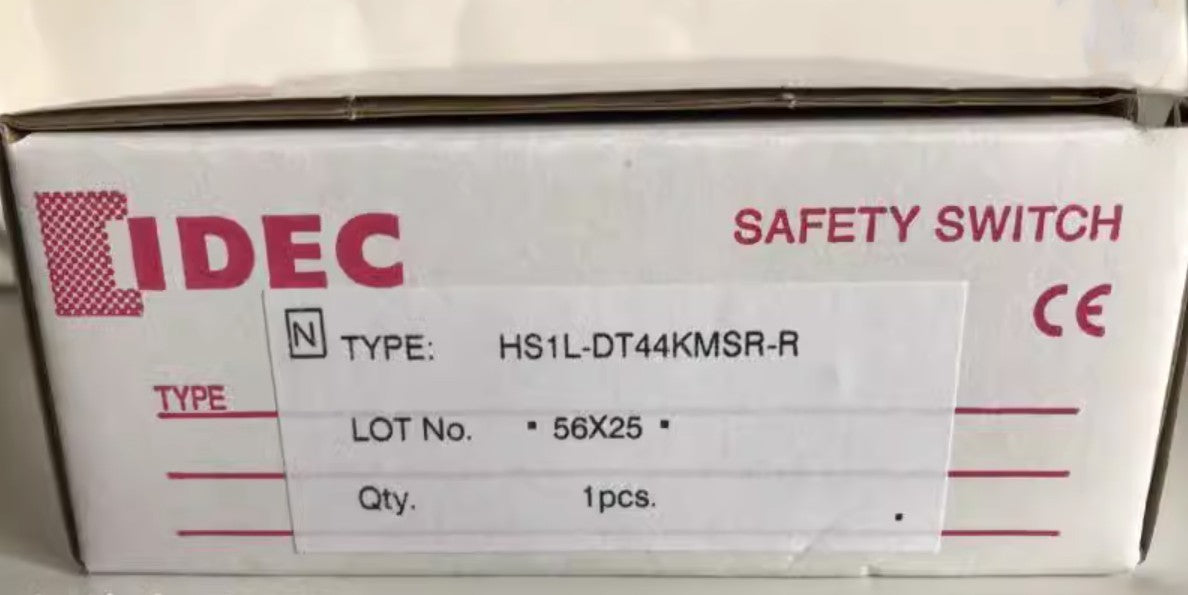 IDEC
SAFETY SWITCH
CE
N TYPE: HS1L-DT44KMSR-R
TYPE
LOT No. ▪ 56X25 ▪
Qty. 1pcs.